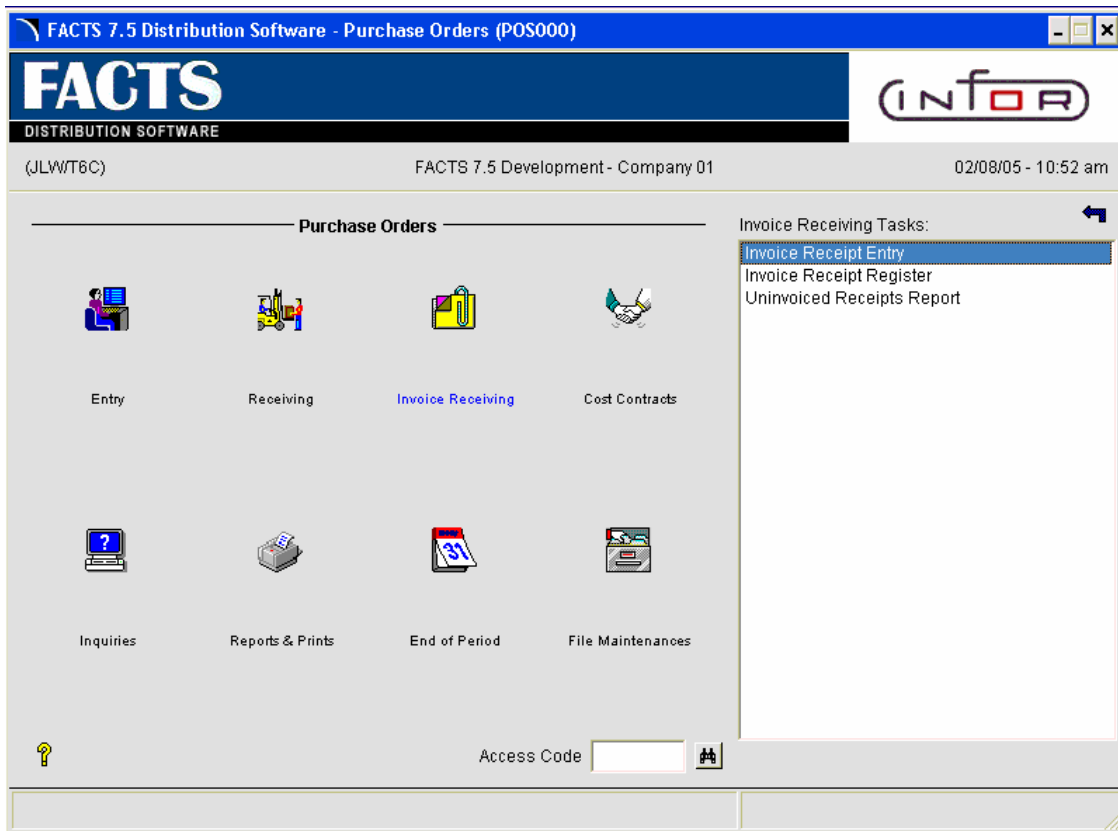 FACTS 7.5 Distribution Software - Purchase Orders (POS000)
FACTS
DISTRIBUTION SOFTWARE
INFOR
(JLW/T6C)
FACTS 7.5 Development - Company 01
02/08/05 - 10:52 am
Purchase Orders
Invoice Receiving Tasks:
Invoice Receipt Entry
Invoice Receipt Register
Uninvoiced Receipts Report
Entry
Receiving
Invoice Receiving
Cost Contracts
?
31
Inquiries
Reports & Prints
End of Period
File Maintenances
?
Access Code